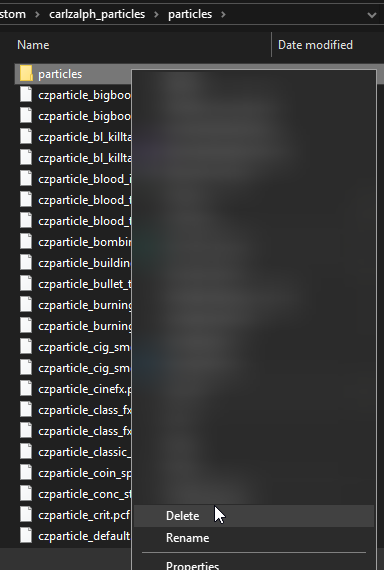 stom > carlzalph_particles > particles >
Name Date modified
particles
czparticle_bigboo
czparticle_bigboo
czparticle_bl_killta
czparticle_bl_killta
czparticle_blood_i
czparticle_blood_t
czparticle_blood_t
czparticle_bombin
czparticle_buildin
czparticle_bullet_t
czparticle_burning
czparticle_burning
czparticle_cig_sm
czparticle_cig_sm
czparticle_cinefx.p
czparticle_class_fx
czparticle_class_fx
czparticle_classic_
czparticle_coin_sp
czparticle_conc_st
czparticle_crit.pcf
czparticle_default
Delete
Rename
Properties